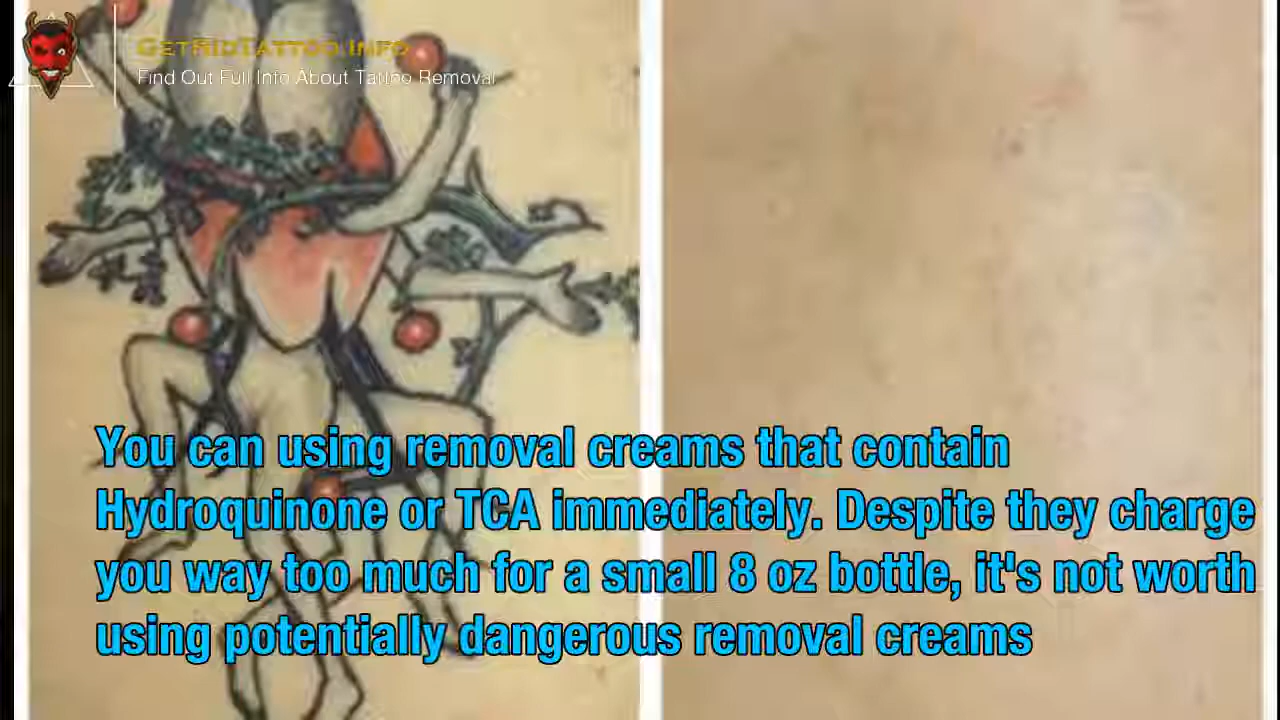 GetRidTattoo.Info
Find Out Full Info About Tattoo Removal
You can using removal creams that contain
Hydroquinone or TCA immediately. Despite they charge
you way too much for a small 8 oz bottle, it's not worth
using potentially dangerous removal creams